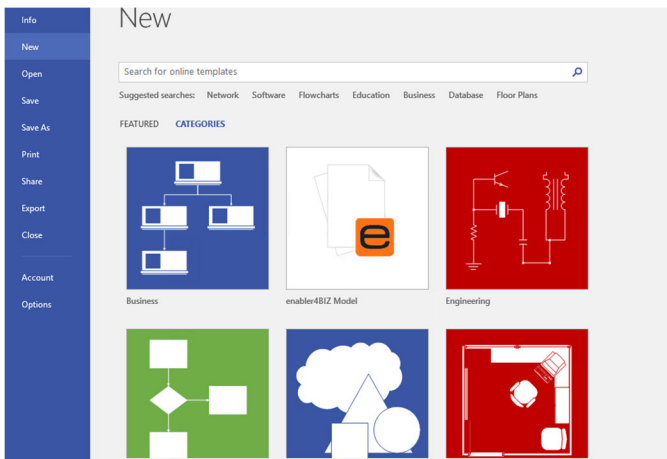 New
Info
New
Open
Save
Save As
Print
Share
Export
Close
Account
Options
Search for online templates
Suggested searches: Network Software Flowcharts Education Business Database Floor Plans
FEATURED CATEGORIES
e
Business enabler4BIZ Model Engineering